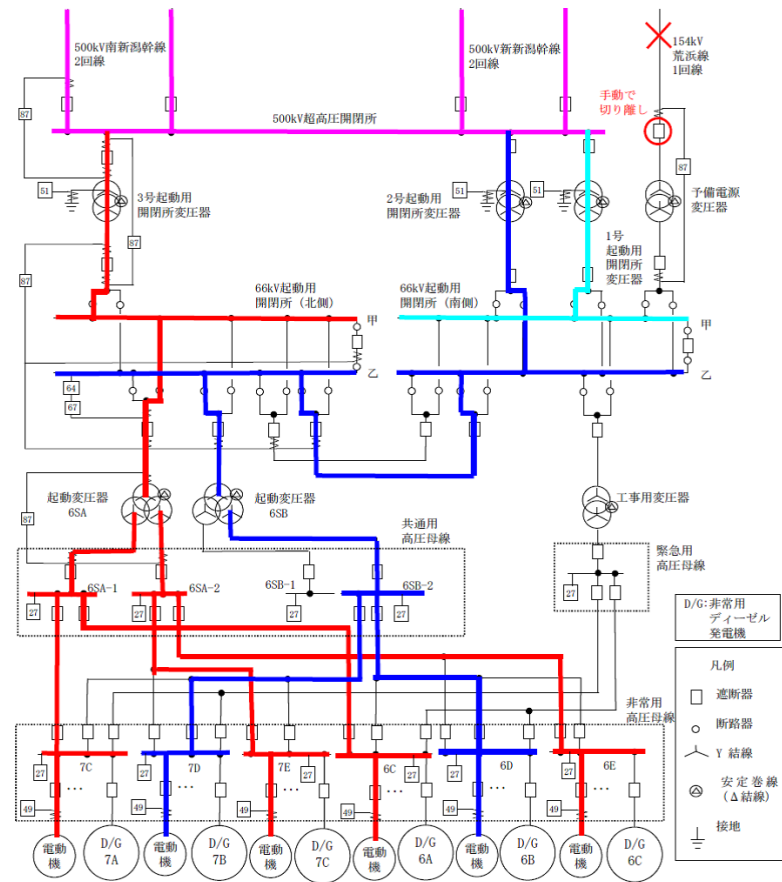 500kV南新潟幹線
2回線
500kV新新潟幹線
2回線
154kV
荒浜線
1回線
手動で
切り離し
87
500kV超高圧開閉所
87
51
3号起動用
開閉所変圧器
51
2号起動用
開閉所変圧器
51
予備電源
変圧器
87
1号
起動用
開閉所
変圧器
87
66kV起動用
開閉所(北側)
66kV起動用
開閉所(南側)
甲
甲
乙
乙
64
67
起動変圧器
6SA
起動変圧器
6SB
工事用変圧器
87
共通用
高圧母線
緊急用
高圧母線
6SA-1
6SA-2
6SB-1
6SB-2
27
27
27
27
27
D/G:非常用
ディーゼル
発電機
凡例
遮断器
断路器
Y 結線
安定巻線
(Δ結線)
接地
非常用
高圧母線
7C
7D
7E
6C
6D
6E
27
27
27
27
27
27
…
…
…
…
…
…
49
49
49
49
49
49
電動
機
D/G
7A
電動
機
D/G
7B
電動
機
D/G
7C
電動
機
D/G
6A
電動
機
D/G
6B
電動
機
D/G
6C